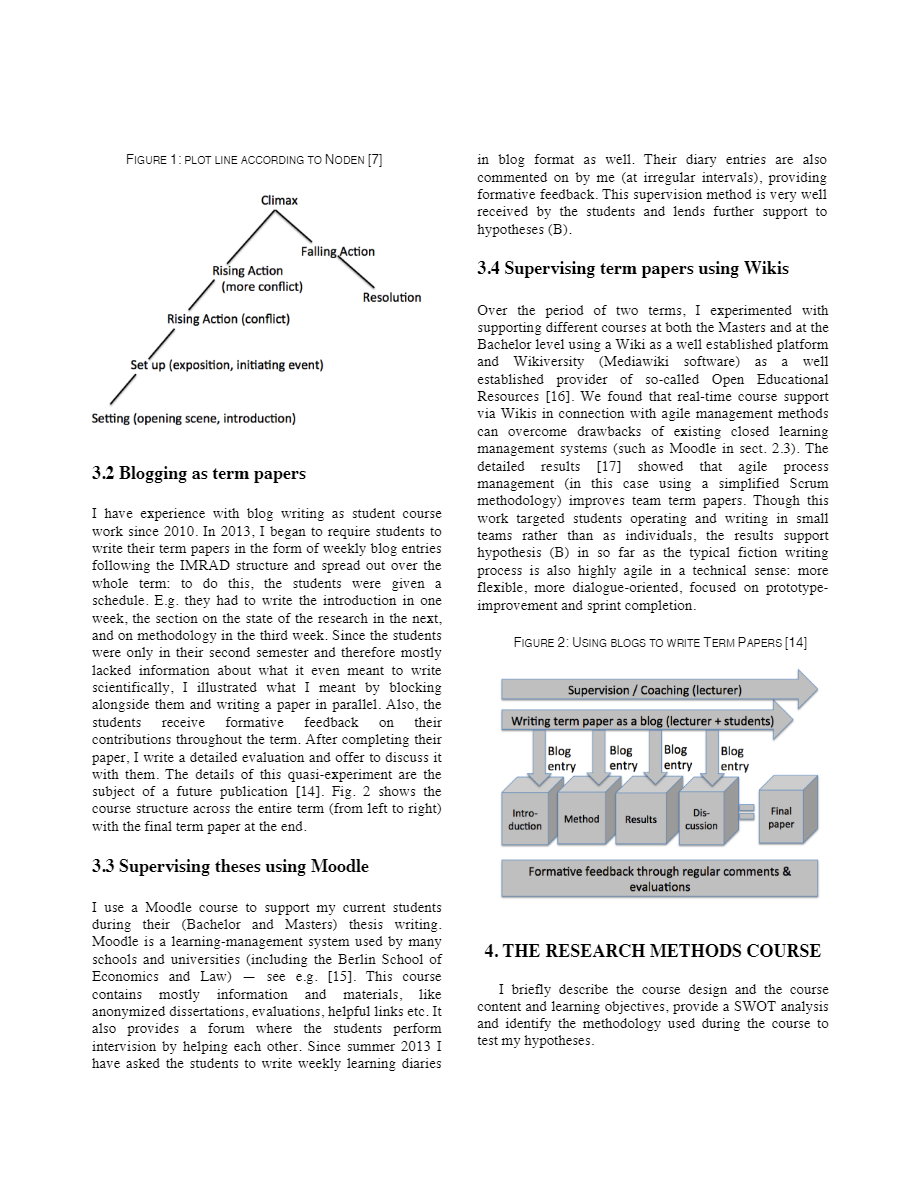 FIGURE 1: PLOT LINE ACCORDING TO NODEN [7]
Climax
Falling Action
Rising Action
(more conflict)
Resolution
Rising Action (conflict)
Set up (exposition, initiating event)
Setting (opening scene, introduction)
3.2 Blogging as term papers
I have experience with blog writing as student course
work since 2010. In 2013, I began to require students to
write their term papers in the form of weekly blog entries
following the IMRAD structure and spread out over the
whole term: to do this, the students were given a
schedule. E.g. they had to write the introduction in one
week, the section on the state of the research in the next,
and on methodology in the third week. Since the students
were only in their second semester and therefore mostly
lacked information about what it even meant to write
scientifically, I illustrated what I meant by blocking
alongside them and writing a paper in parallel. Also, the
students receive formative feedback on their
contributions throughout the term. After completing their
paper, I write a detailed evaluation and offer to discuss it
with them. The details of this quasi-experiment are the
subject of a future publication [14]. Fig. 2 shows the
course structure across the entire term (from left to right)
with the final term paper at the end.
3.3 Supervising theses using Moodle
I use a Moodle course to support my current students
during their (Bachelor and Masters) thesis writing.
Moodle is a learning-management system used by many
schools and universities (including the Berlin School of
Economics and Law) — see e.g. [15]. This course
contains mostly information and materials, like
anonymized dissertations, evaluations, helpful links etc. It
also provides a forum where the students perform
intervision by helping each other. Since summer 2013 I
have asked the students to write weekly learning diaries
in blog format as well. Their diary entries are also
commented on by me (at irregular intervals), providing
formative feedback. This supervision method is very well
received by the students and lends further support to
hypotheses (B).
3.4 Supervising term papers using Wikis
Over the period of two terms, I experimented with
supporting different courses at both the Masters and at the
Bachelor level using a Wiki as a well established platform
and Wikiversity (Mediawiki software) as a well
established provider of so-called Open Educational
Resources [16]. We found that real-time course support
via Wikis in connection with agile management methods
can overcome drawbacks of existing closed learning
management systems (such as Moodle in sect. 2.3). The
detailed results [17] showed that agile process
management (in this case using a simplified Scrum
methodology) improves team term papers. Though this
work targeted students operating and writing in small
teams rather than as individuals, the results support
hypothesis (B) in so far as the typical fiction writing
process is also highly agile in a technical sense: more
flexible, more dialogue-oriented, focused on prototype-
improvement and sprint completion.
FIGURE 2: USING BLOGS TO WRITE TERM PAPERS [14]
Supervision / Coaching (lecturer)
Writing term paper as a blog (lecturer + students)
Blog
entry
Blog
entry
Blog
entry
Blog
entry
Intro-
duction
Method
Results
Dis-
cussion
Final
paper
Formative feedback through regular comments &
evaluations
4. THE RESEARCH METHODS COURSE
I briefly describe the course design and the course
content and learning objectives, provide a SWOT analysis
and identify the methodology used during the course to
test my hypotheses.